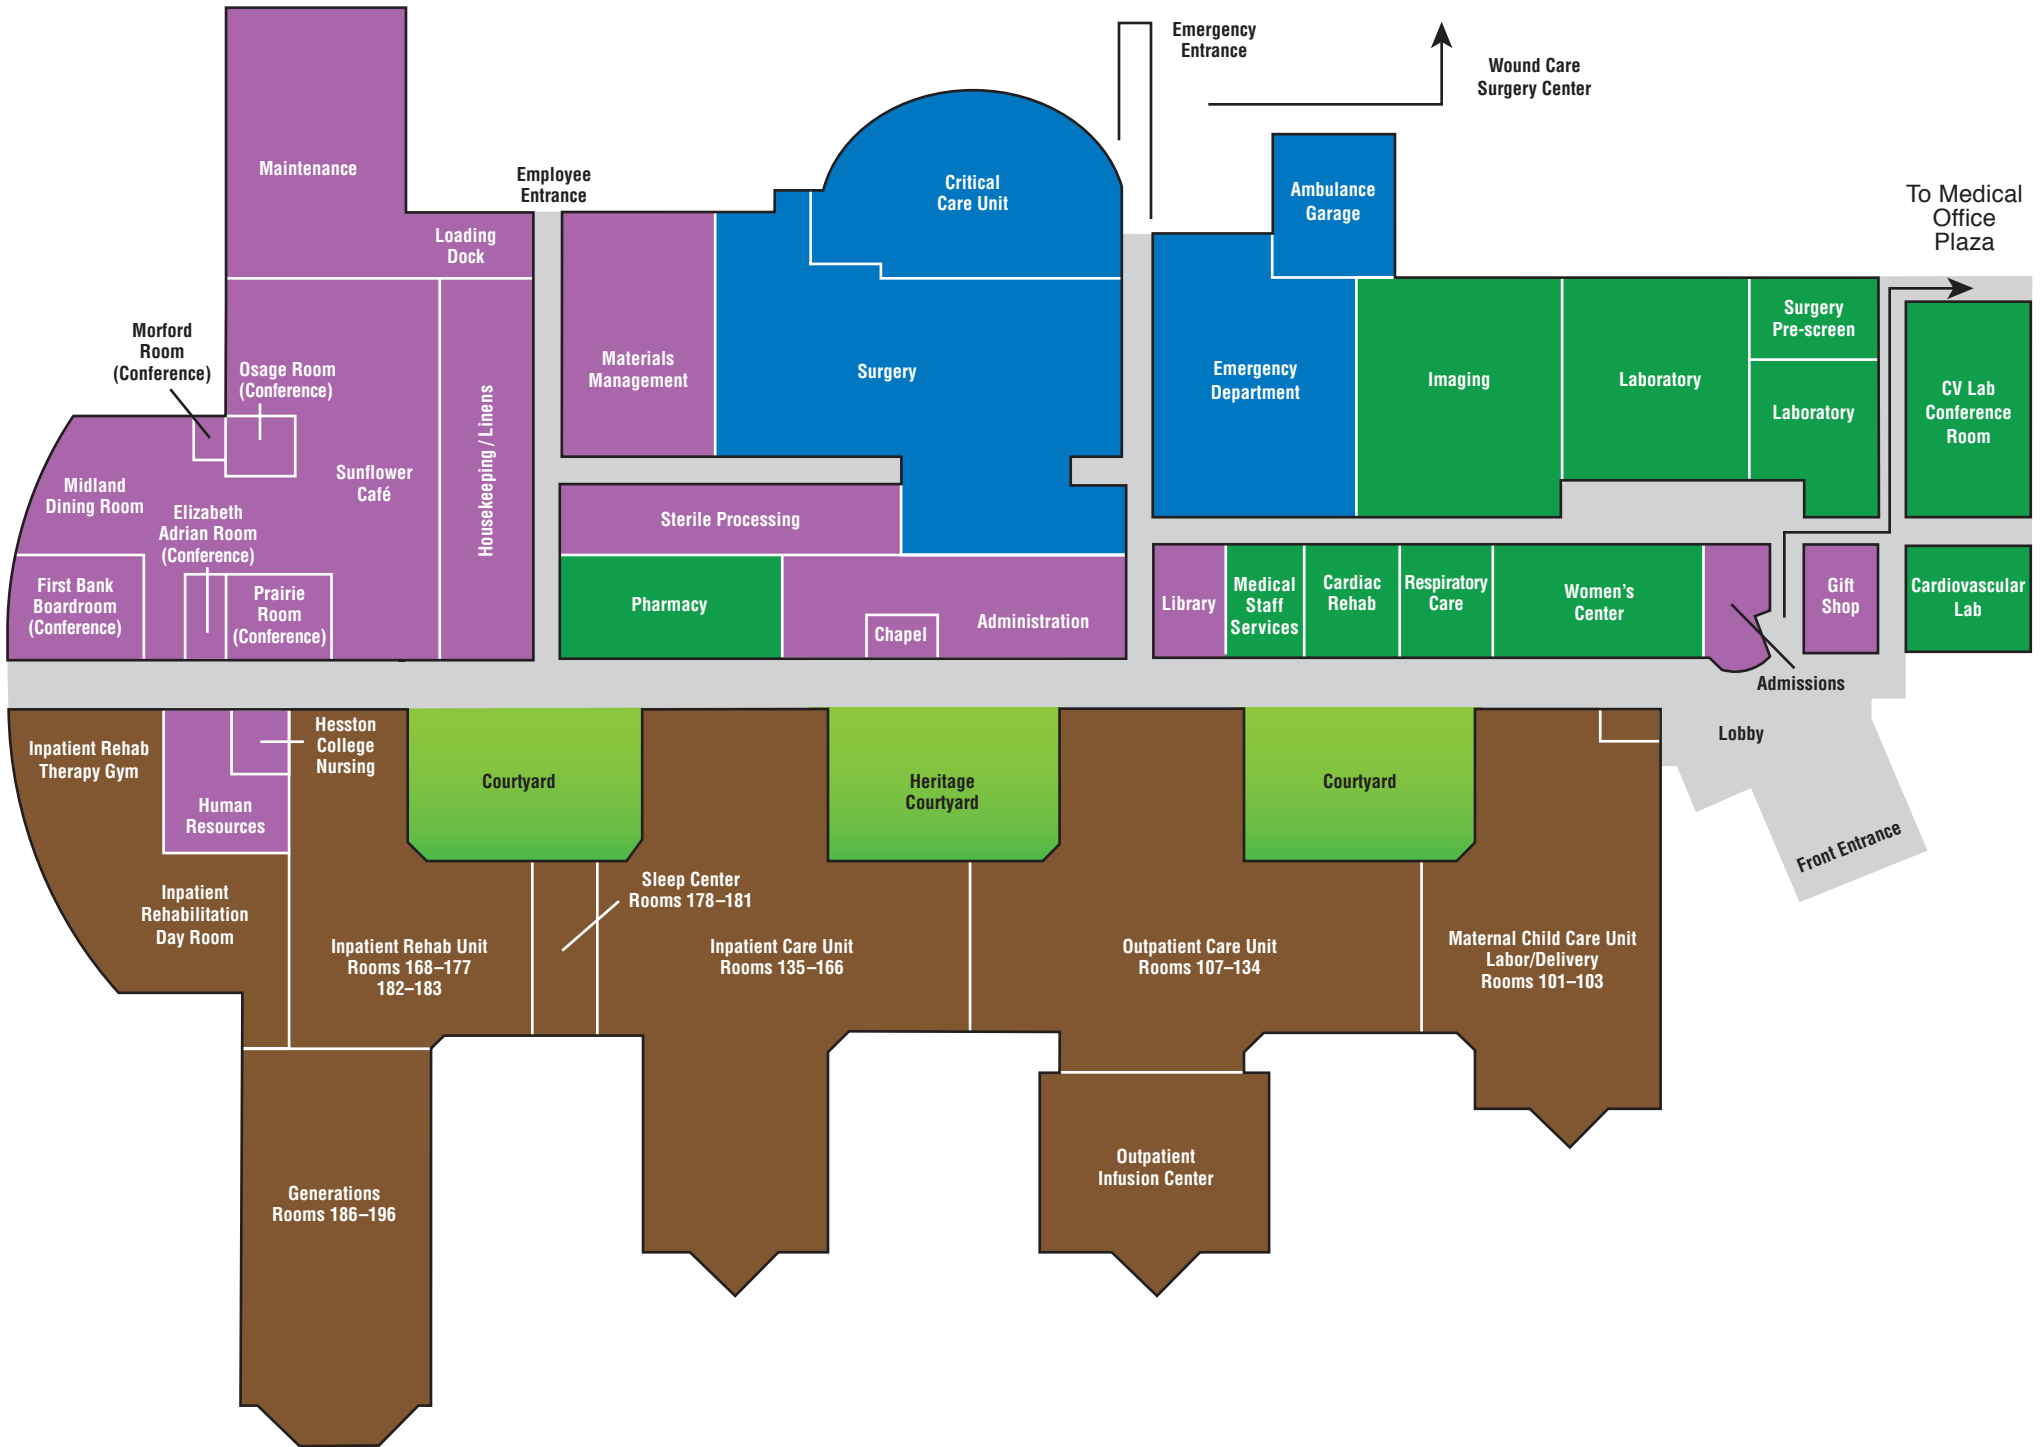 Emergency
Entrance
Wound Care
Surgery Center
Maintenance
Employee
Entrance
Critical
Care Unit
Ambulance
Garage
To Medical
Office
Plaza
Loading
Dock
Morford
Room
(Conference)
Osage Room
(Conference)
Materials
Management
Surgery
Emergency
Department
Imaging
Laboratory
Surgery
Pre-screen
Laboratory
CV Lab
Conference
Room
Midland
Dining Room
Sunflower
Café
Housekeeping / Linens
Elizabeth
Adrian Room
(Conference)
Sterile Processing
First Bank
Boardroom
(Conference)
Prairie
Room
(Conference)
Pharmacy
Chapel
Administration
Library
Medical
Staff
Services
Cardiac
Rehab
Respiratory
Care
Women's
Center
Gift
Shop
Cardiovascular
Lab
Admissions
Inpatient Rehab
Therapy Gym
Hesston
College
Nursing
Human
Resources
Courtyard
Heritage
Courtyard
Courtyard
Lobby
Front Entrance
Inpatient
Rehabilitation
Day Room
Sleep Center
Rooms 178–181
Inpatient Rehab Unit
Rooms 168–177
182–183
Inpatient Care Unit
Rooms 135–166
Outpatient Care Unit
Rooms 107–134
Maternal Child Care Unit
Labor/Delivery
Rooms 101–103
Outpatient
Infusion Center
Generations
Rooms 186–196